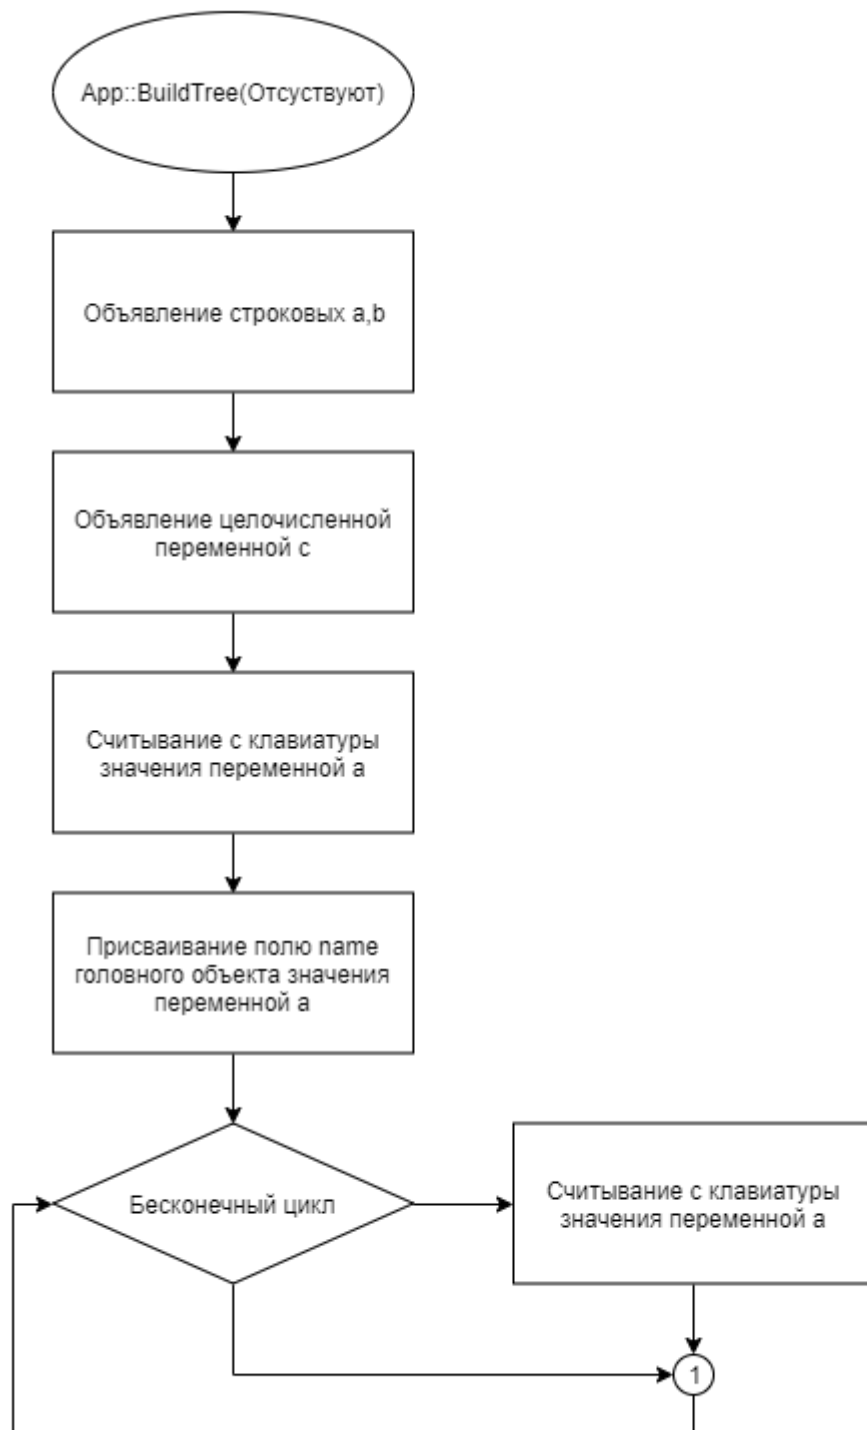 App::BuildTree(Отсуствуют)
Объявление строковых a,b
Объявление целочисленной
переменной c
Считывание с клавиатуры
значения переменной a
Присваивание полю name
головного объекта значения
переменной a
Бесконечный цикл
Считывание с клавиатуры
значения переменной a
1